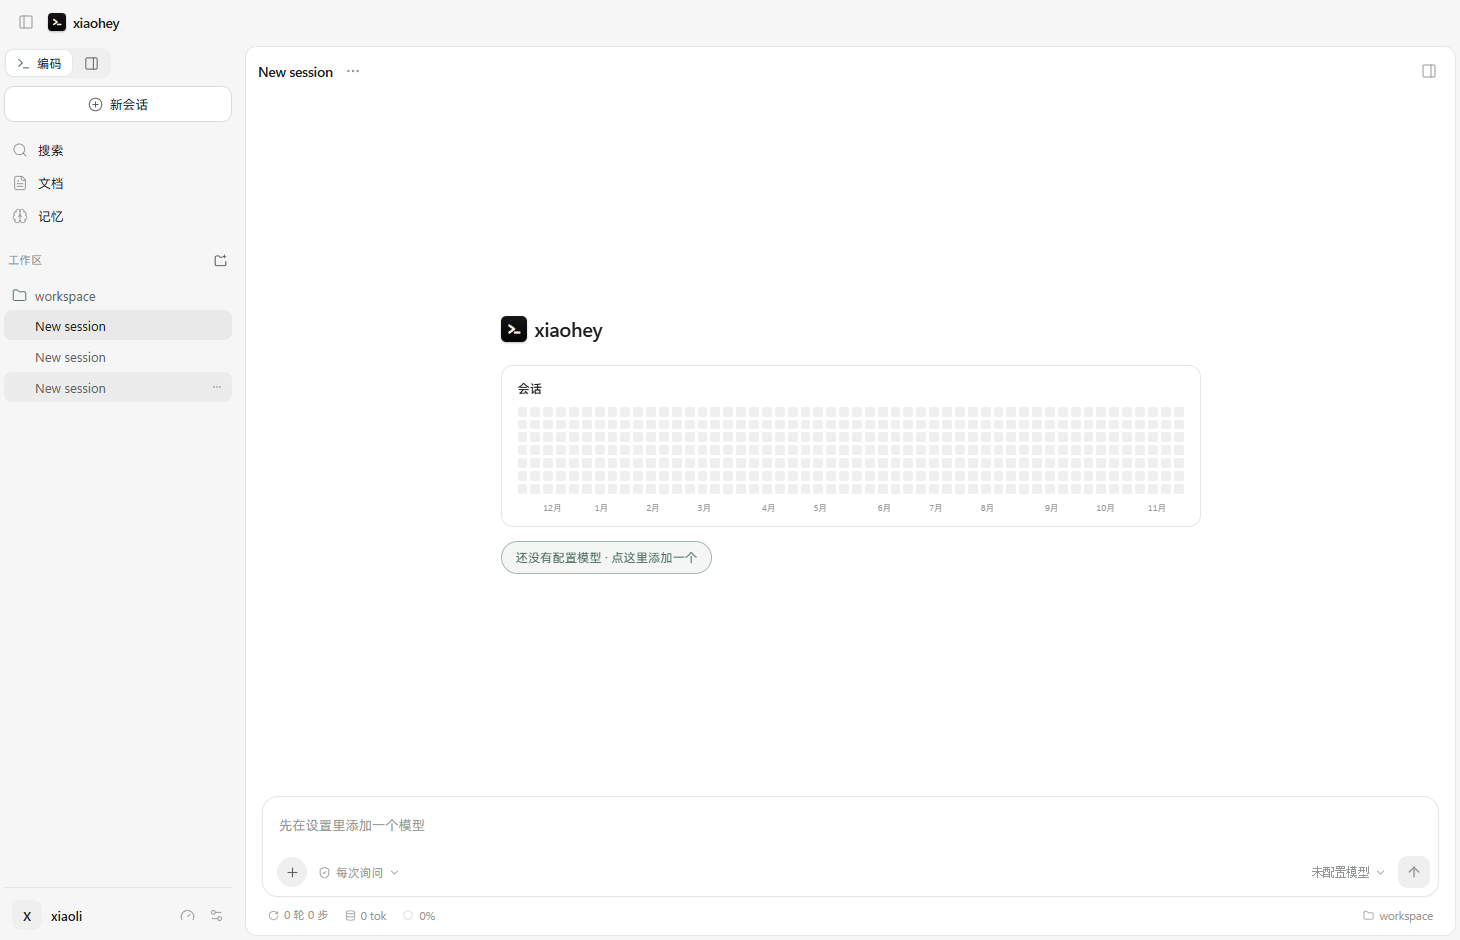 xiaohey
编码
新会话
搜索
文档
记忆
工作区
workspace
New session
New session
New session
X xiaoli
New session
xiaohey
会话
12月 1月 2月 3月 4月 5月 6月 7月 8月 9月 10月 11月
还没有配置模型 · 点这里添加一个
先在设置里添加一个模型
每次询问
未配置模型
0 轮 0 步 0 tok 0%
workspace